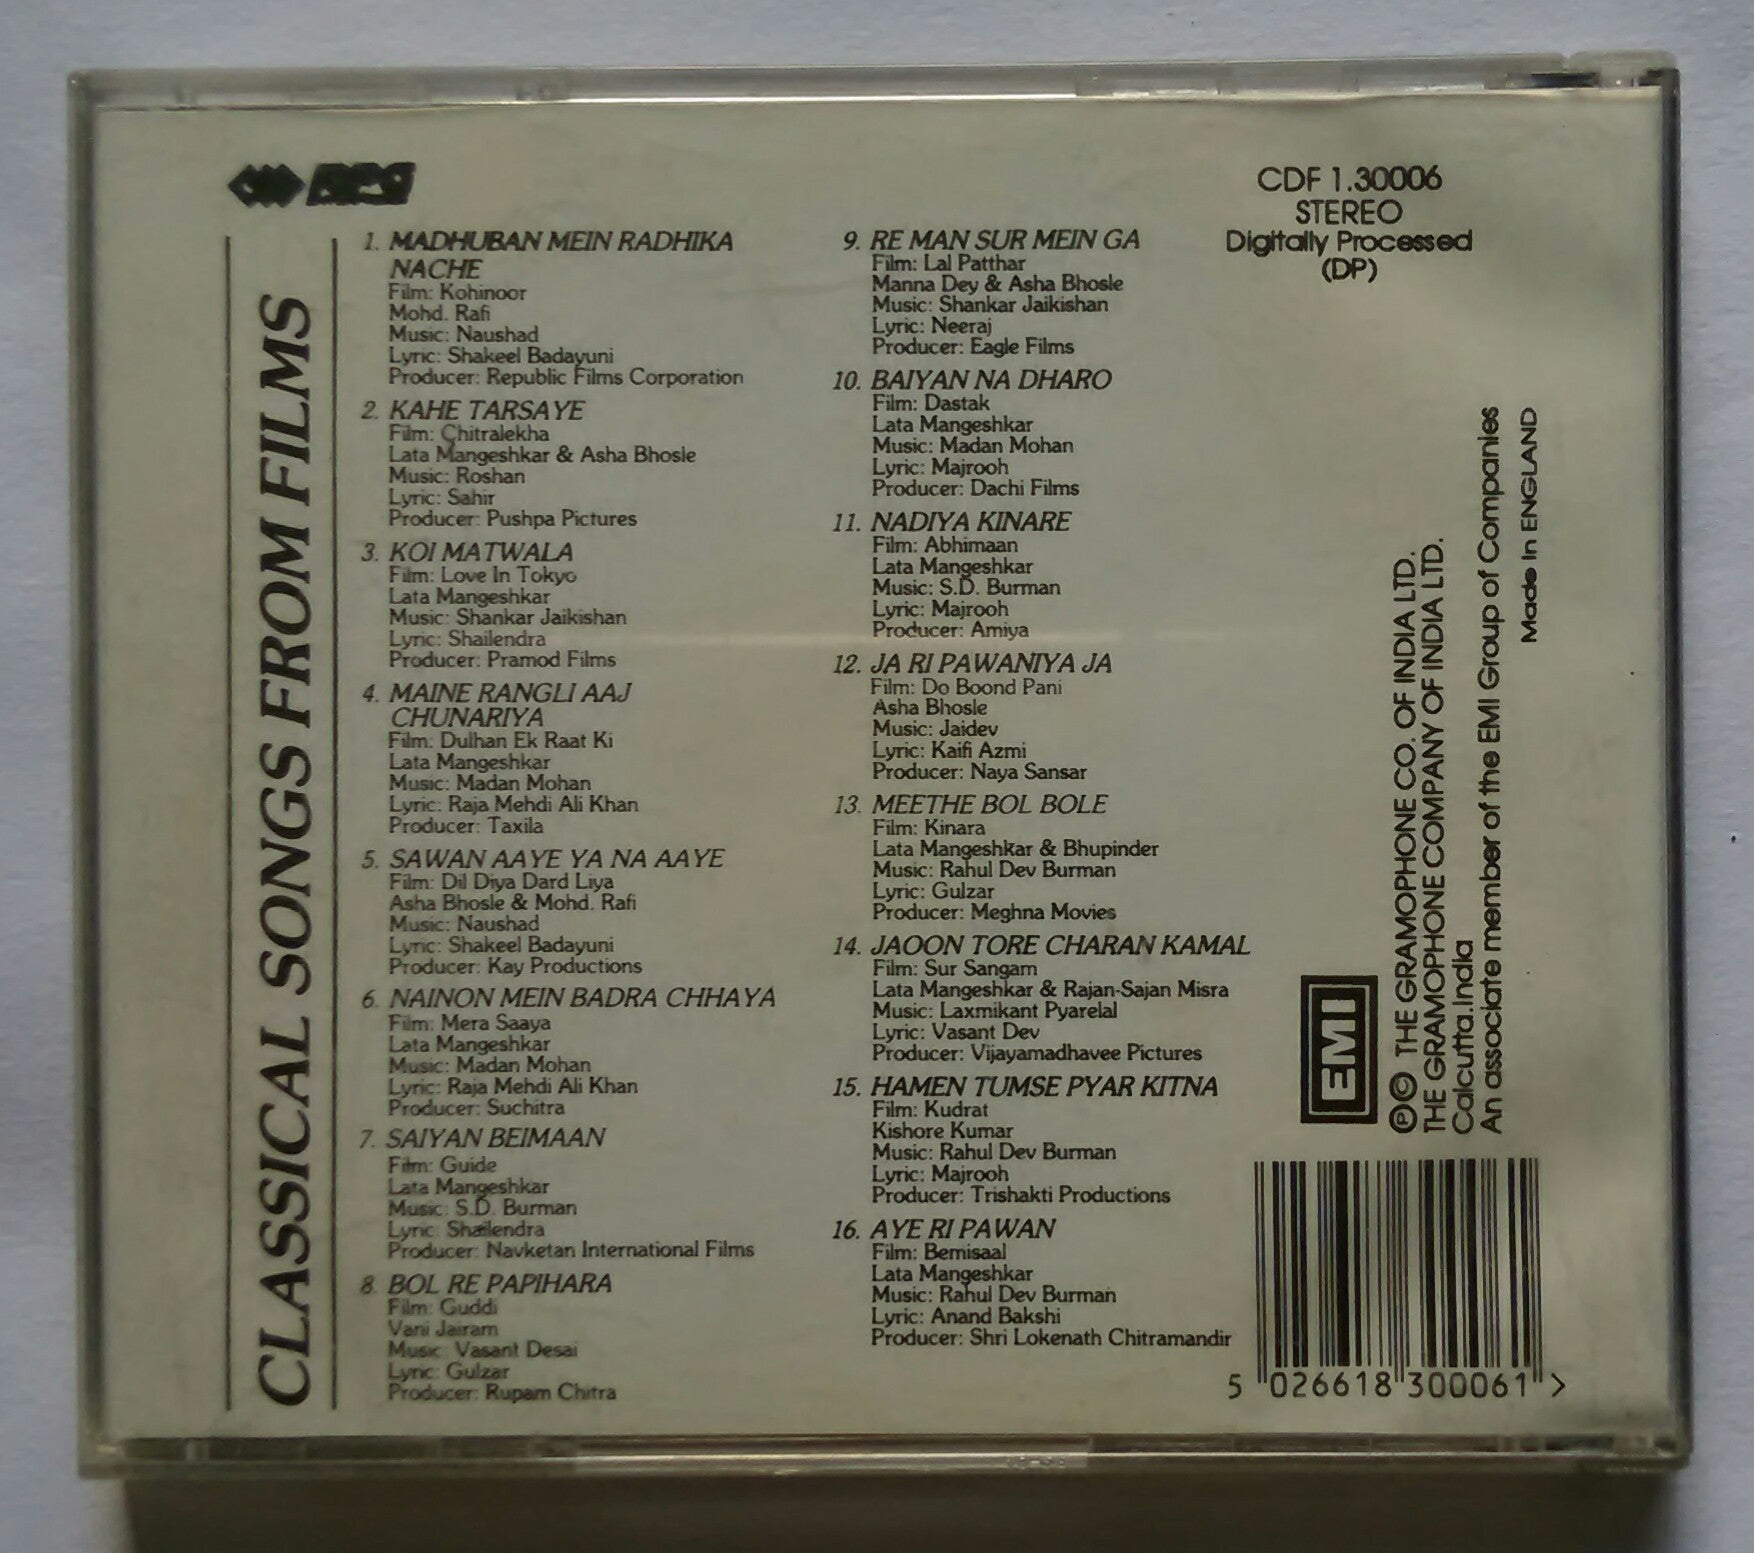 RPG
CLASSICAL SONGS FROM FILMS
1. MADHUBAN MEIN RADHIKA
NACHE
Film: Kohinoor
Mohd. Rafi
Music: Naushad
Lyric: Shakeel Badayuni
Producer: Republic Films Corporation
2. KAHE TARSAYE
Film: Chitralekha
Lata Mangeshkar & Asha Bhosle
Music: Roshan
Lyric: Sahir
Producer: Pushpa Pictures
3. KOI MATWALA
Film: Love In Tokyo
Lata Mangeshkar
Music: Shankar Jaikishan
Lyric: Shailendra
Producer: Pramod Films
4. MAINE RANGLI AAJ
CHUNARIYA
Film: Dulhan Ek Raat Ki
Lata Mangeshkar
Music: Madan Mohan
Lyric: Raja Mehdi Ali Khan
Producer: Taxila
5. SAWAN AAYE YA NA AAYE
Film: Dil Diya Dard Liya
Asha Bhosle & Mohd. Rafi
Music: Naushad
Lyric: Shakeel Badayuni
Producer: Kay Productions
6. NAINON MEIN BADRA CHHAYA
Film: Mera Saaya
Lata Mangeshkar
Music: Madan Mohan
Lyric: Raja Mehdi Ali Khan
Producer: Suchitra
7. SAIYAN BEIMAAN
Film: Guide
Lata Mangeshkar
Music: S.D. Burman
Lyric: Shailendra
Producer: Navketan International Films
8. BOL RE PAPIHARA
Film: Guddi
Vani Jairam
Music: Vasant Desai
Lyric: Gulzar
Producer: Rupam Chitra
9. RE MAN SUR MEIN GA
Film: Lal Patthar
Manna Dey & Asha Bhosle
Music: Shankar Jaikishan
Lyric: Neeraj
Producer: Eagle Films
10. BAIYAN NA DHARO
Film: Dastak
Lata Mangeshkar
Music: Madan Mohan
Lyric: Majrooh
Producer: Dachi Films
11. NADIYA KINARE
Film: Abhimaan
Lata Mangeshkar
Music: S.D. Burman
Lyric: Majrooh
Producer: Amiya
12. JA RI PAWANIYA JA
Film: Do Boond Pani
Asha Bhosle
Music: Jaidev
Lyric: Kaifi Azmi
Producer: Naya Sansar
13. MEETHE BOL BOLE
Film: Kinara
Lata Mangeshkar & Bhupinder
Music: Rahul Dev Burman
Lyric: Gulzar
Producer: Meghna Movies
14. JAOON TORE CHARAN KAMAL
Film: Sur Sangam
Lata Mangeshkar & Rajan-Sajan Misra
Music: Laxmikant Pyarelal
Lyric: Vasant Dev
Producer: Vijayamadhavee Pictures
15. HAMEN TUMSE PYAR KITNA
Film: Kudrat
Kishore Kumar
Music: Rahul Dev Burman
Lyric: Majrooh
Producer: Trishakti Productions
16. AYE RI PAWAN
Film: Bemisaal
Lata Mangeshkar
Music: Rahul Dev Burman
Lyric: Anand Bakshi
Producer: Shri Lokenath Chitramandir
CDF 1.30006
STEREO
Digitally Processed
(DP)
EMI
℗© THE GRAMOPHONE CO. OF INDIA LTD.
THE GRAMOPHONE COMPANY OF INDIA LTD.
Calcutta.India
An associate member of the EMI Group of Companies
Made In ENGLAND
5 026618 300061 >